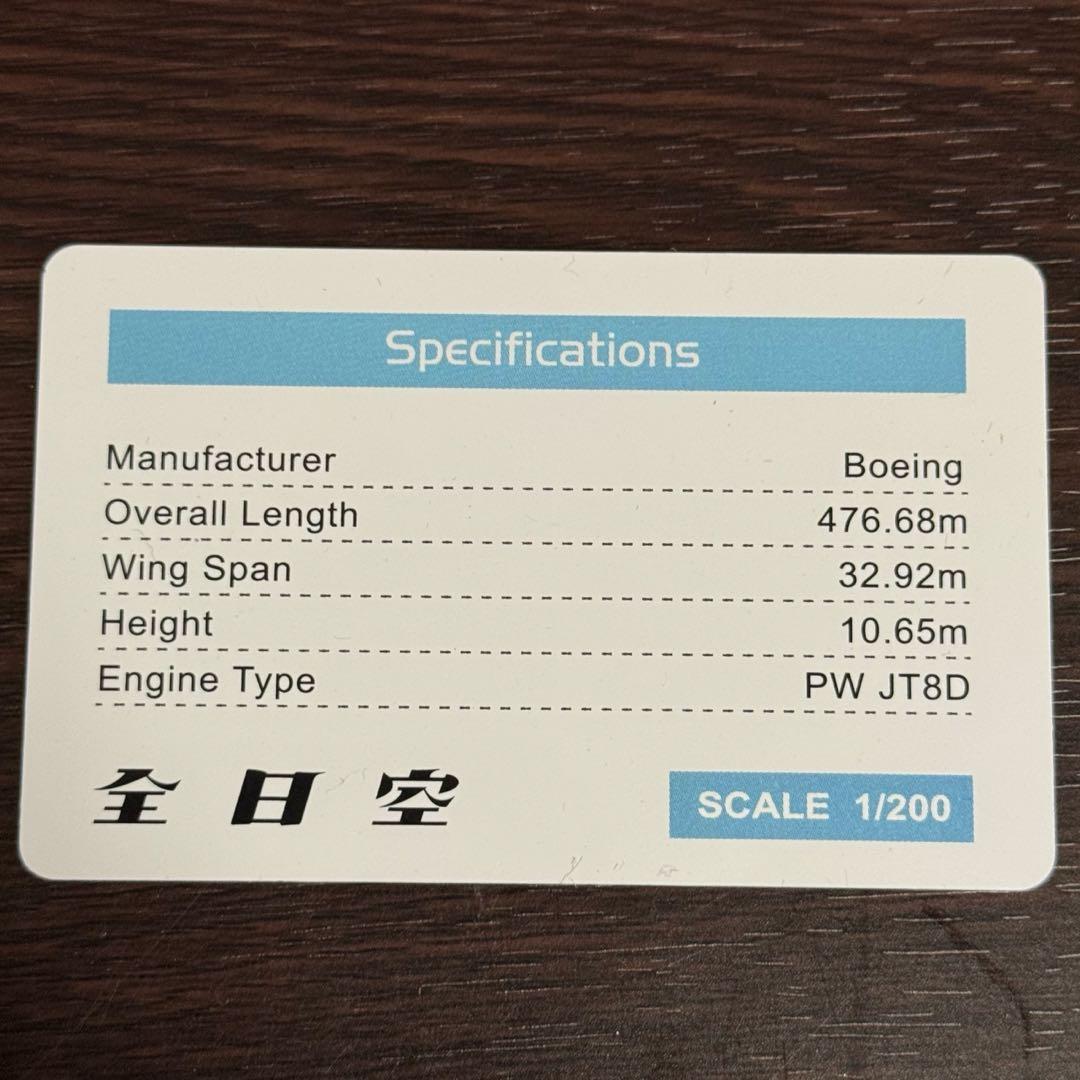 Specifications
Manufacturer Boeing
Overall Length 476.68m
Wing Span 32.92m
Height 10.65m
Engine Type PW JT8D
全日空 SCALE 1/200